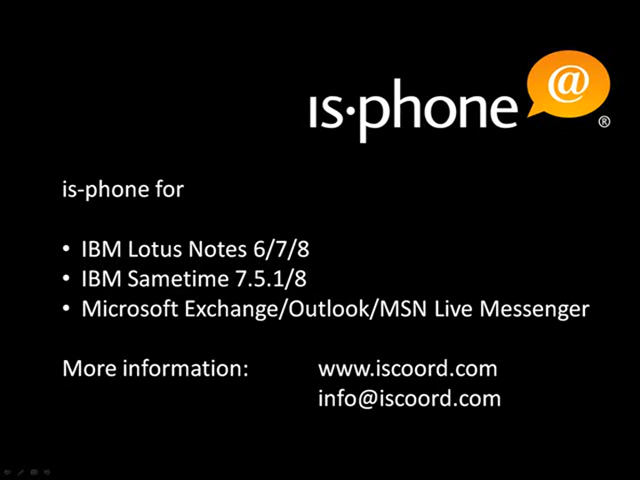 is·phone @ ®
is-phone for
• IBM Lotus Notes 6/7/8
• IBM Sametime 7.5.1/8
• Microsoft Exchange/Outlook/MSN Live Messenger
More information: www.iscoord.com
info@iscoord.com